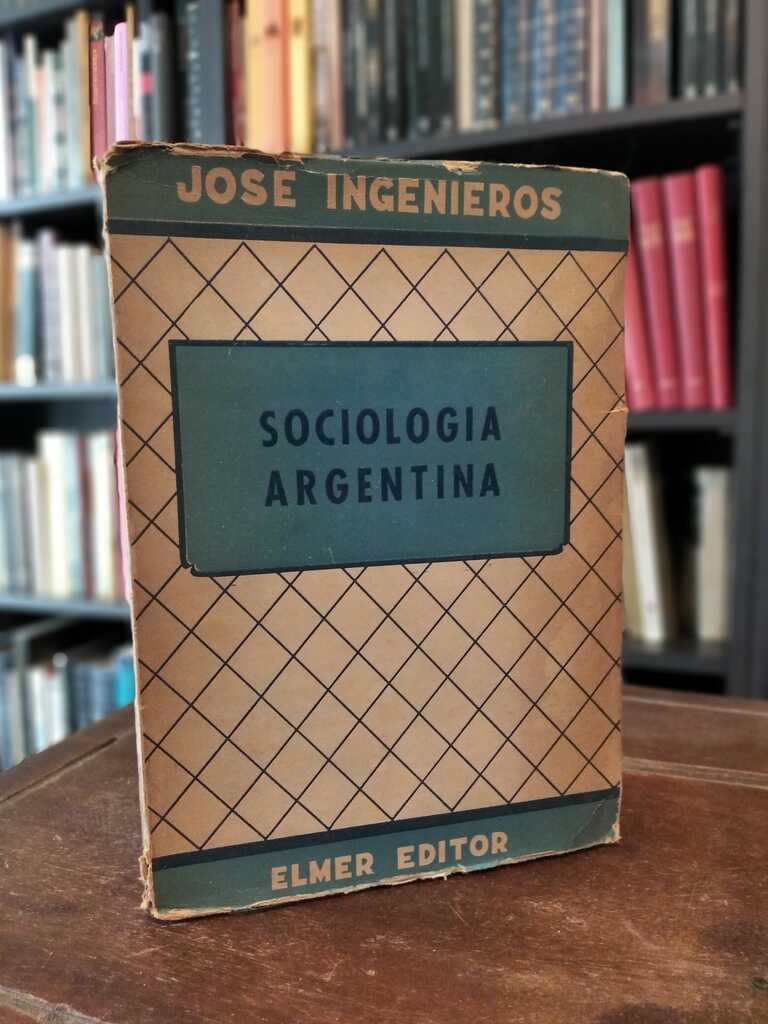 JOSÉ INGENIEROS
SOCIOLOGIA
ARGENTINA
ELMER EDITOR